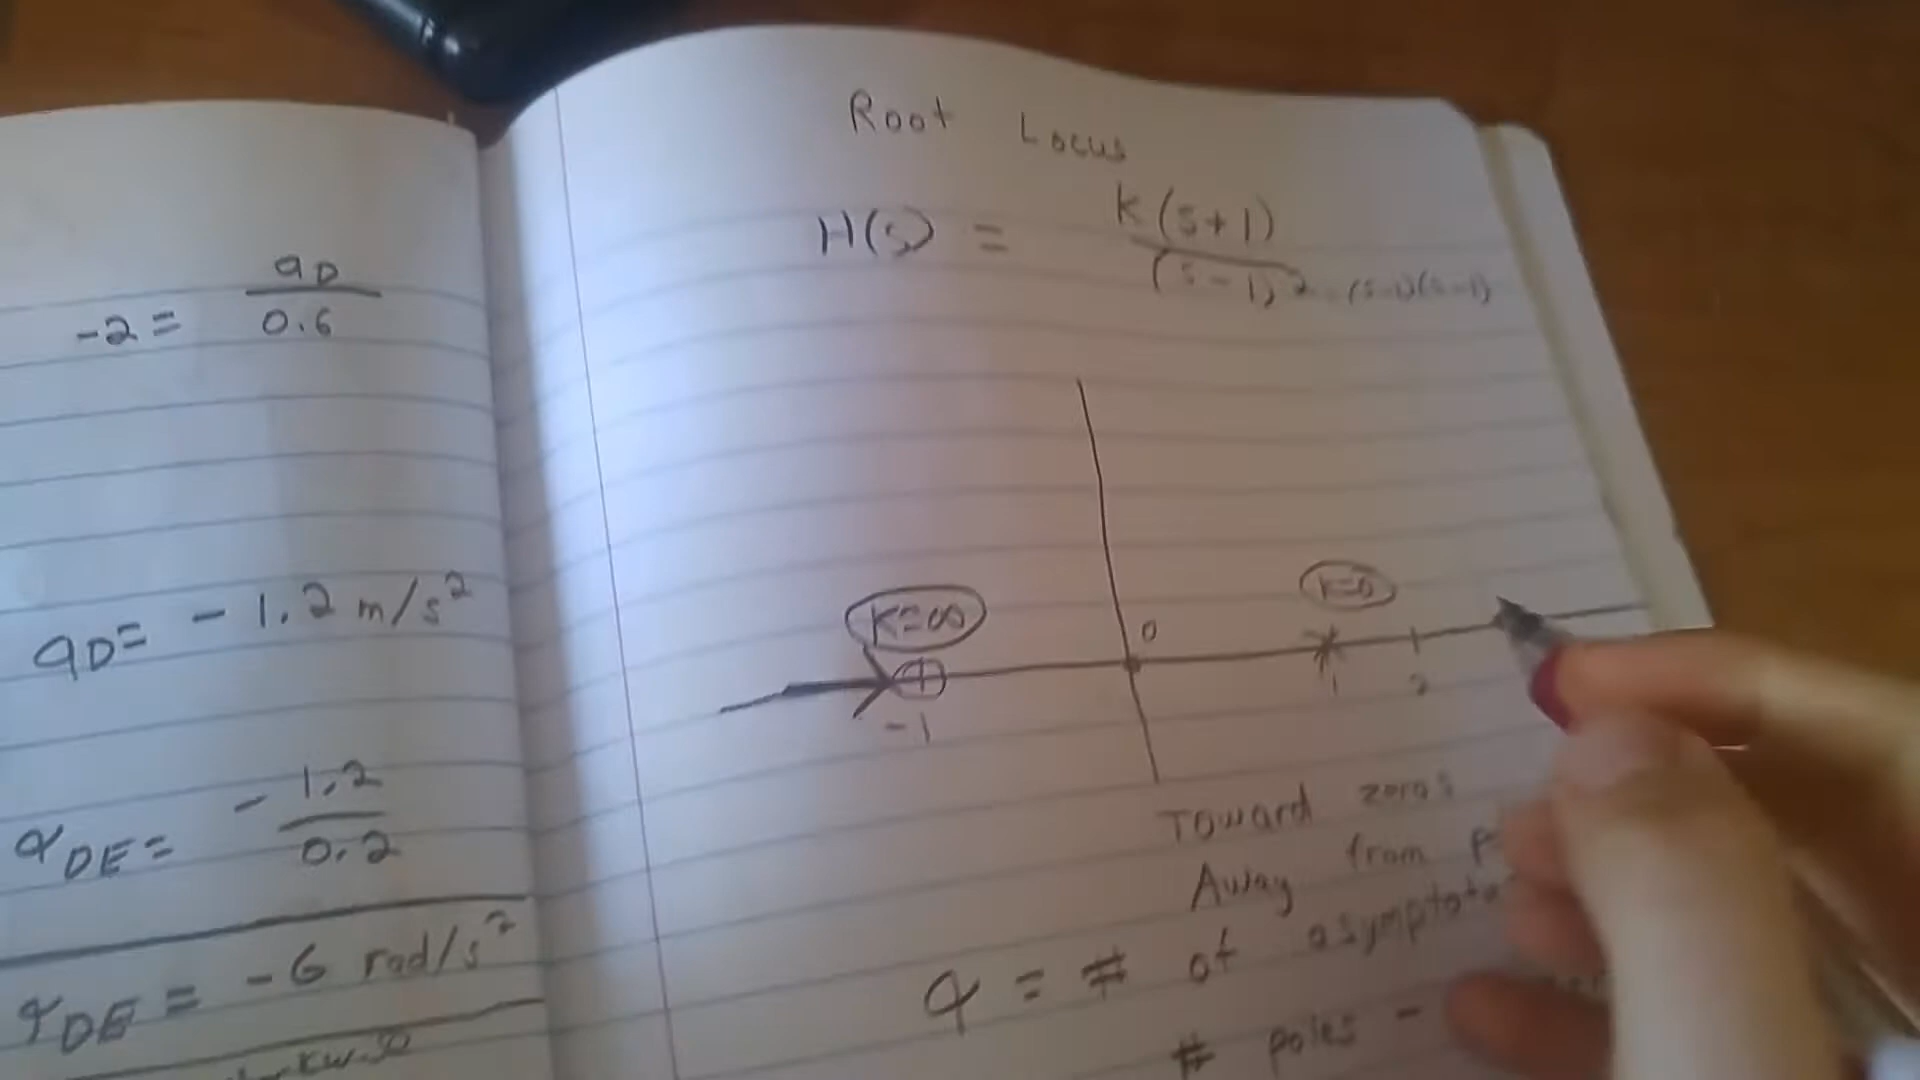 -2 = aD / 0.6
aD = - 1.2 m/s²
αDE = - 1.2 / 0.2
αDE = -6 rad/s²
Root Locus
H(s) = K(s+1) / (s-1)² = (s-1)(s-1)
K=∞
K=0
0
-1
1
2
Toward zeros
Away from
α = # of asymptotes
# poles -